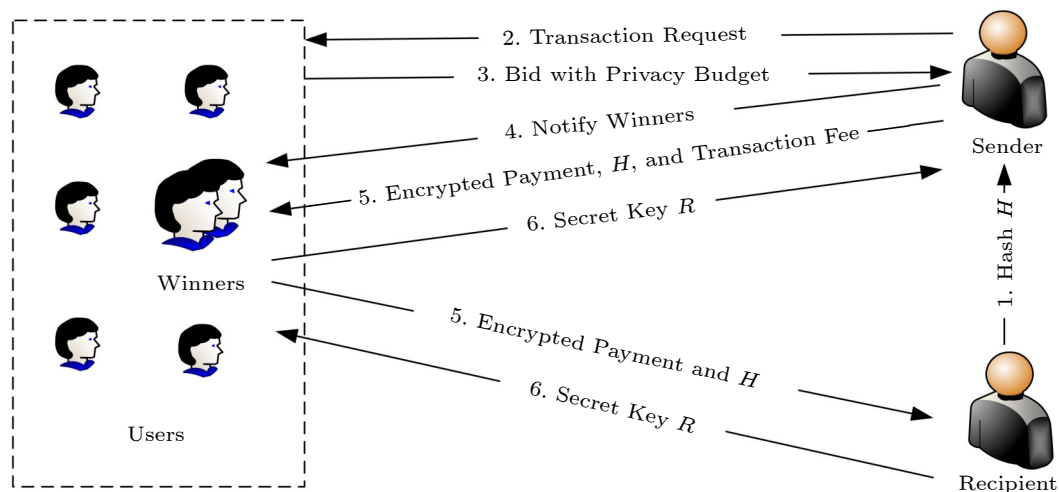 2. Transaction Request
3. Bid with Privacy Budget
4. Notify Winners
Sender
5. Encrypted Payment, H, and Transaction Fee
6. Secret Key R
1. Hash H
Winners
5. Encrypted Payment and H
6. Secret Key R
Users
Recipient